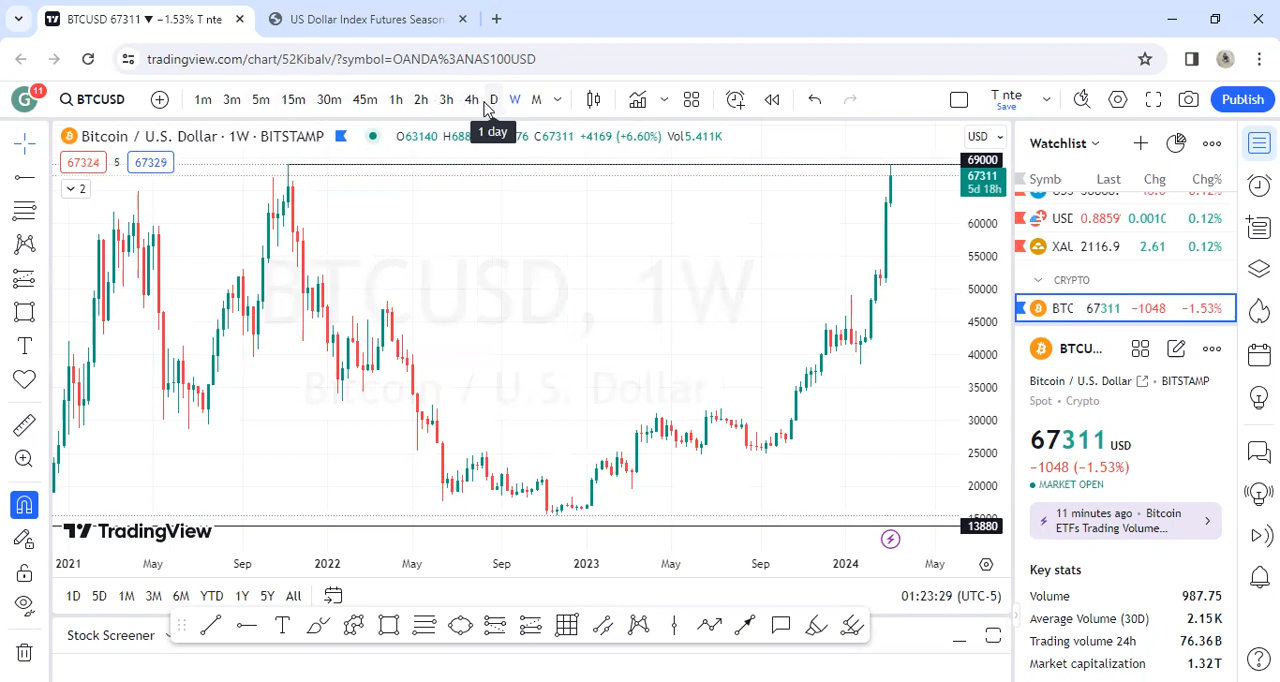 BTCUSD 67311 ▼ −1.53% T nte
US Dollar Index Futures Season
tradingview.com/chart/52Kibalv/?symbol=OANDA%3ANAS100USD
G 11 BTCUSD 1m 3m 5m 15m 30m 45m 1h 2h 3h 4h D W M T nte Save Publish
1 day
Bitcoin / U.S. Dollar · 1W · BITSTAMP O63140 H68 76 C67311 +4169 (+6.60%) Vol5.411K USD
67324 5 67329
2
BTCUSD, 1W
Bitcoin / U.S. Dollar
69000
67311
5d 18h
60000
55000
50000
45000
40000
35000
30000
25000
20000
13880
TradingView
2021 May Sep 2022 May Sep 2023 May Sep 2024 May
1D 5D 1M 3M 6M YTD 1Y 5Y All 01:23:29 (UTC-5)
Stock Screener
Watchlist
Symb Last Chg Chg%
USD 0.8859 0.0010 0.12%
XAU 2116.9 2.61 0.12%
CRYPTO
BTC 67311 −1048 −1.53%
BTCU...
Bitcoin / U.S. Dollar • BITSTAMP
Spot • Crypto
67311 USD
−1048 (−1.53%)
MARKET OPEN
11 minutes ago • Bitcoin
ETFs Trading Volume...
Key stats
Volume 987.75
Average Volume (30D) 2.15K
Trading volume 24h 76.36B
Market capitalization 1.32T